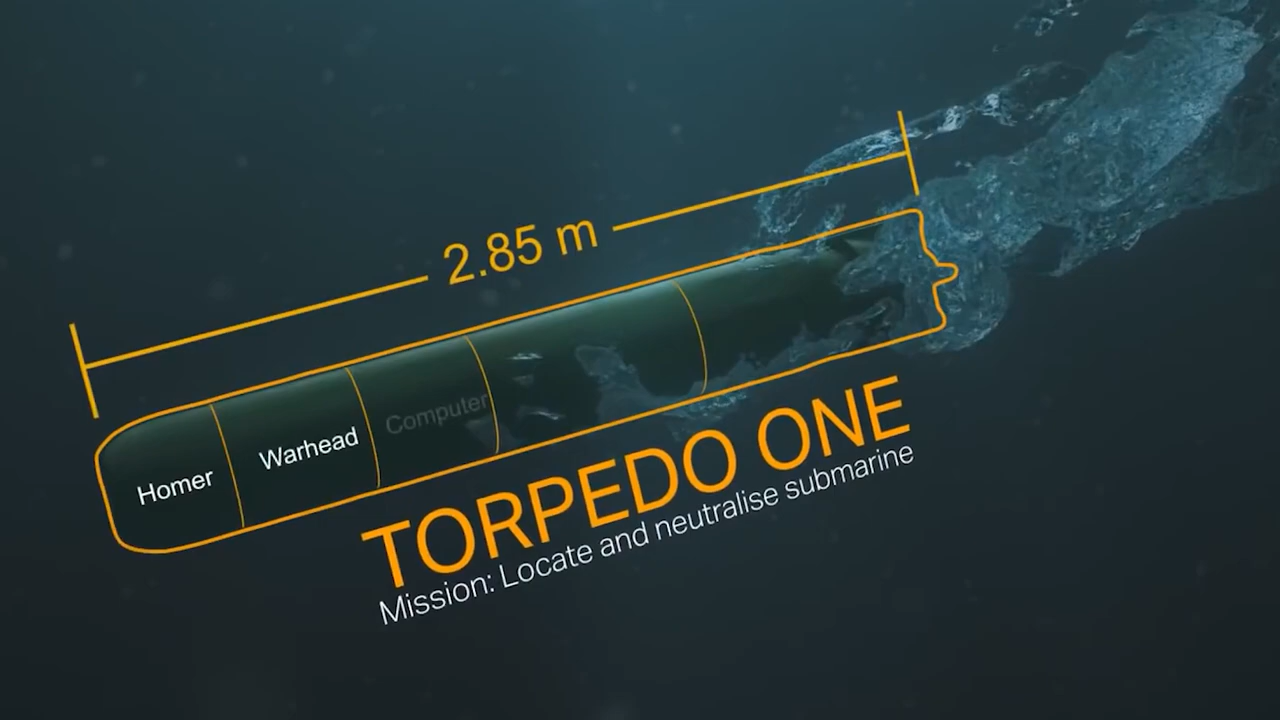 2.85 m
Homer
Warhead
Computer
TORPEDO ONE
Mission: Locate and neutralise submarine